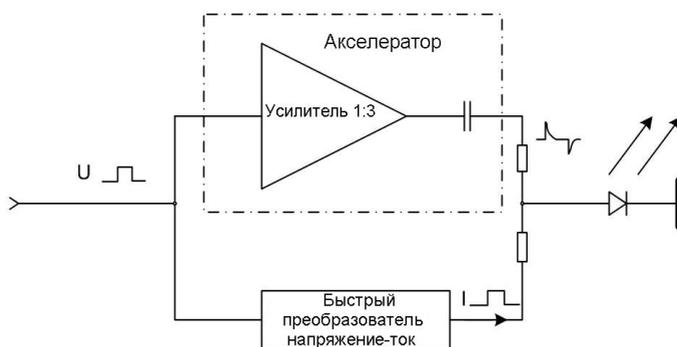 Акселератор
Усилитель 1:3
U
Быстрый
преобразователь
напряжение-ток
I